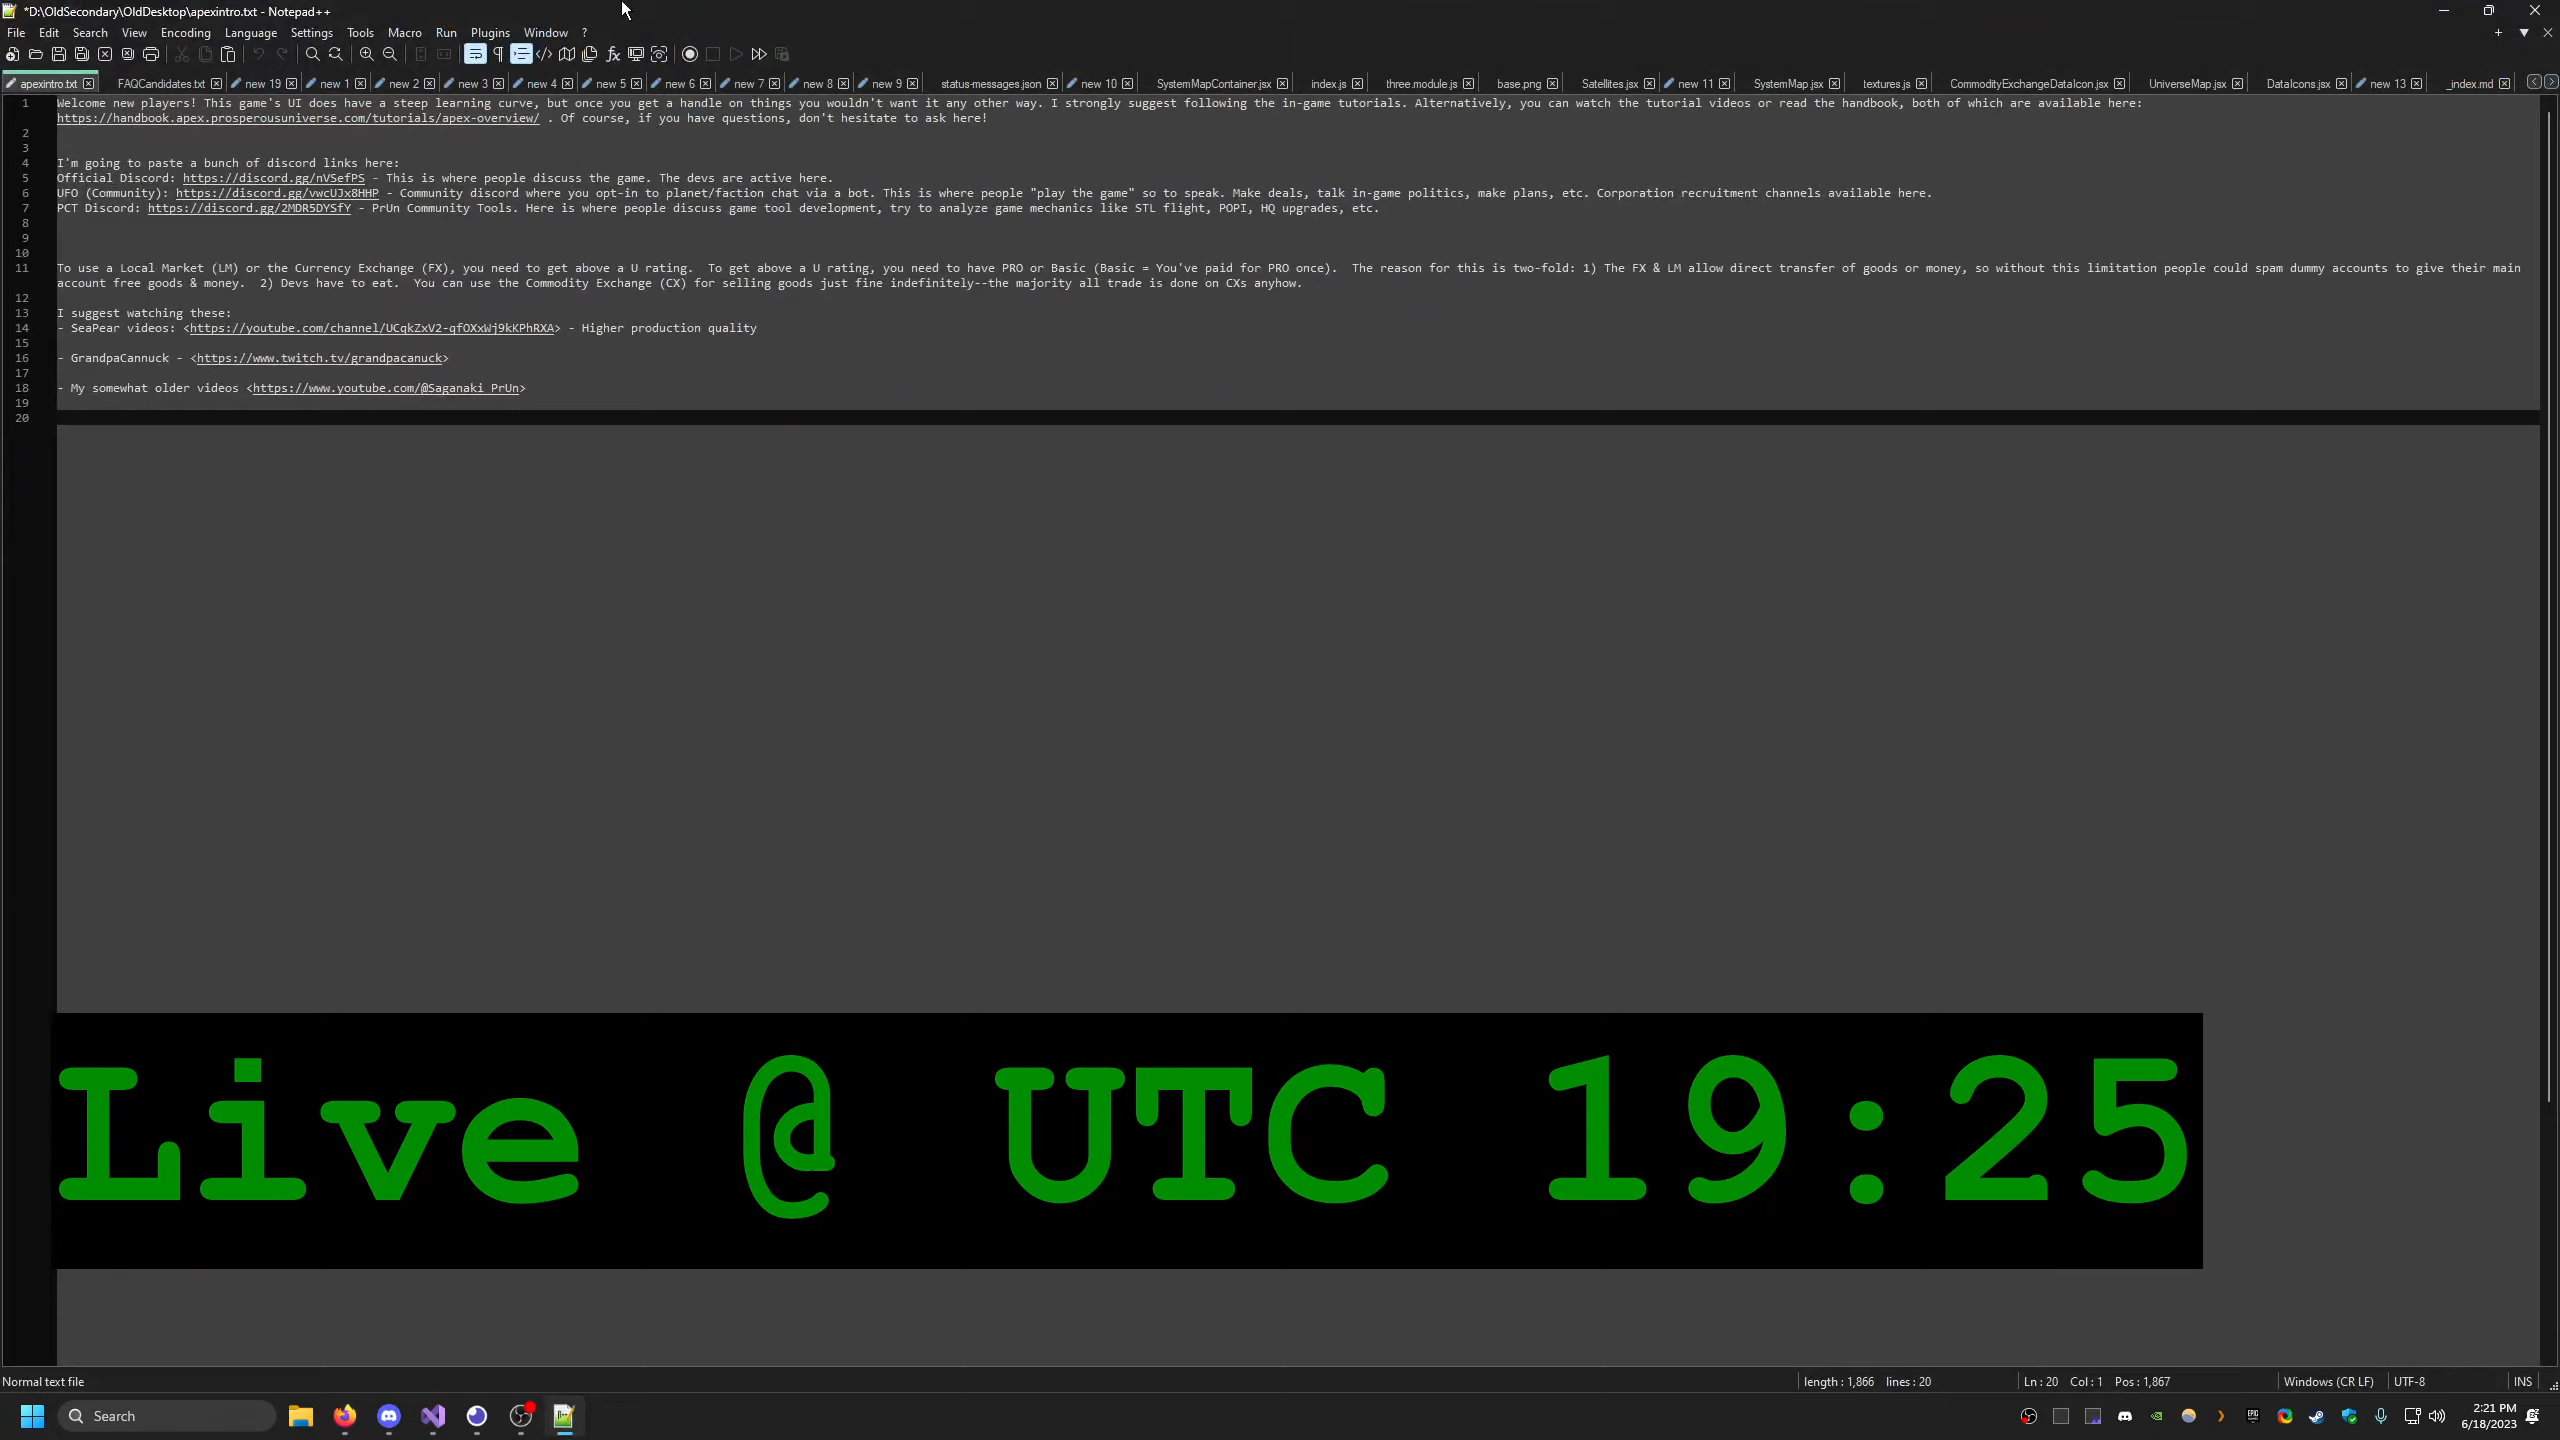 *D:\OldSecondary\OldDesktop\apexintro.txt - Notepad++
File Edit Search View Encoding Language Settings Tools Macro Run Plugins Window ?
apexintro.txt FAQCandidates.txt new 19 new 1 new 2 new 3 new 4 new 5 new 6 new 7 new 8 new 9 status-messages.json new 10 SystemMapContainer.jsx index.js three.module.js base.png Satellites.jsx new 11 SystemMap.jsx textures.js CommodityExchangeDataIcon.jsx UniverseMap.jsx DataIcons.jsx new 13 _index.md
1 Welcome new players! This game's UI does have a steep learning curve, but once you get a handle on things you wouldn't want it any other way. I strongly suggest following the in-game tutorials. Alternatively, you can watch the tutorial videos or read the handbook, both of which are available here:
https://handbook.apex.prosperousuniverse.com/tutorials/apex-overview/ . Of course, if you have questions, don't hesitate to ask here!
2
3
4 I'm going to paste a bunch of discord links here:
5 Official Discord: https://discord.gg/nVSefPS - This is where people discuss the game. The devs are active here.
6 UFO (Community): https://discord.gg/vwcUJx8HHP - Community discord where you opt-in to planet/faction chat via a bot. This is where people "play the game" so to speak. Make deals, talk in-game politics, make plans, etc. Corporation recruitment channels available here.
7 PCT Discord: https://discord.gg/2MDR5DYSfY - PrUn Community Tools. Here is where people discuss game tool development, try to analyze game mechanics like STL flight, POPI, HQ upgrades, etc.
8
9
10
11 To use a Local Market (LM) or the Currency Exchange (FX), you need to get above a U rating.  To get above a U rating, you need to have PRO or Basic (Basic = You've paid for PRO once).  The reason for this is two-fold: 1) The FX & LM allow direct transfer of goods or money, so without this limitation people could spam dummy accounts to give their main
account free goods & money.  2) Devs have to eat.  You can use the Commodity Exchange (CX) for selling goods just fine indefinitely--the majority all trade is done on CXs anyhow.
12
13 I suggest watching these:
14 - SeaPear videos: <https://youtube.com/channel/UCqkZxV2-qfOXxWj9kKPhRXA> - Higher production quality
15
16 - GrandpaCannuck - <https://www.twitch.tv/grandpacanuck>
17
18 - My somewhat older videos <https://www.youtube.com/@Saganaki_PrUn>
19
20
Live @ UTC 19:25
Normal text file length : 1,866 lines : 20 Ln : 20 Col : 1 Pos : 1,867 Windows (CR LF) UTF-8 INS
Search
2:21 PM
6/18/2023